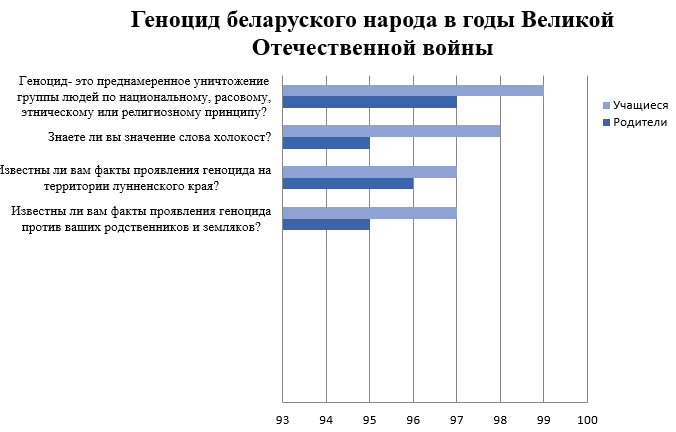 Геноцид беларуского народа в годы Великой
Отечественной войны
Геноцид- это преднамеренное уничтожение
группы людей по национальному, расовому,
этническому или религиозному принципу?
Знаете ли вы значение слова холокост?
Известны ли вам факты проявления геноцида на
территории лунненского края?
Известны ли вам факты проявления геноцида
против ваших родственников и земляков?
Учащиеся
Родители
93 94 95 96 97 98 99 100